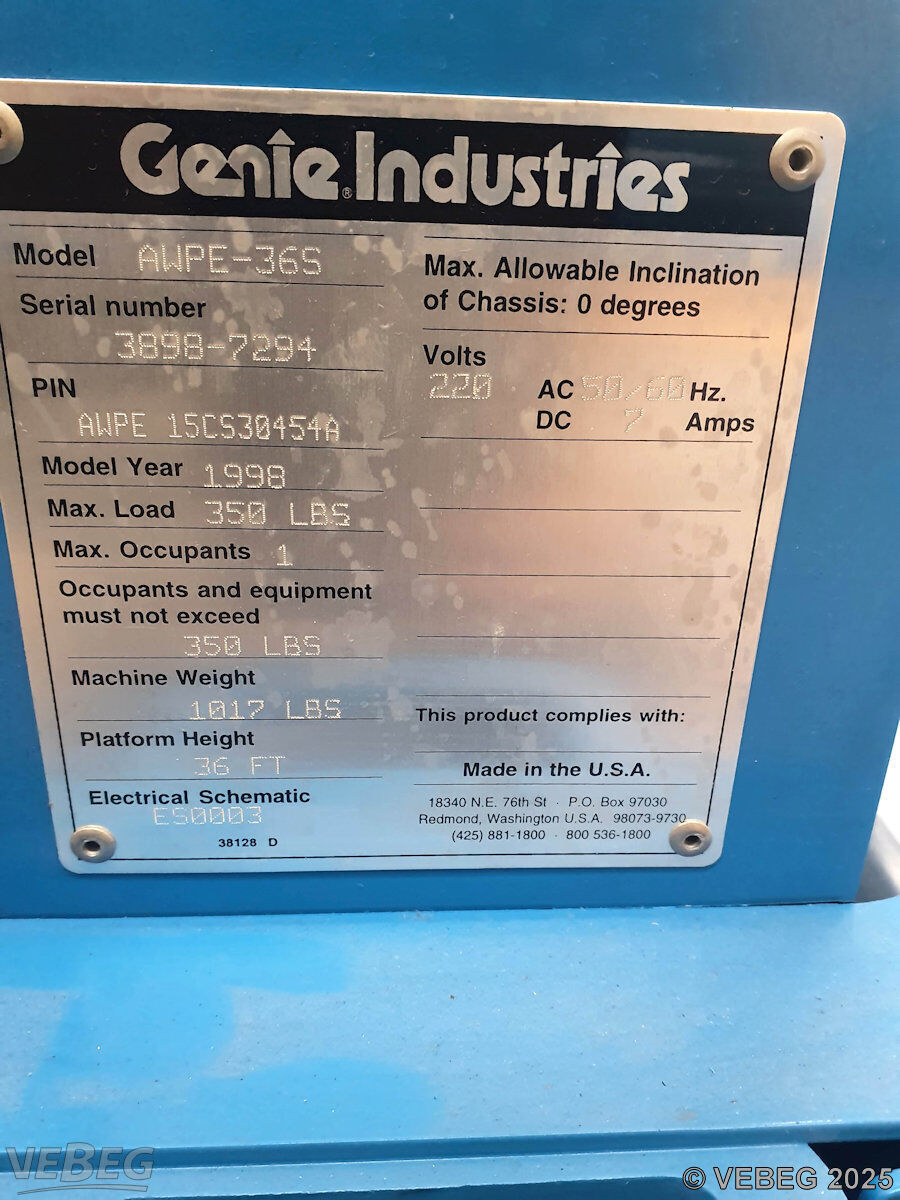 Genie Industries
Model AWPE-36S
Serial number
3898-7294
PIN
AWPE 15CS30454A
Model Year 1998
Max. Load 350 LBS
Max. Occupants 1
Occupants and equipment
must not exceed
350 LBS
Machine Weight
1017 LBS
Platform Height
36 FT
Electrical Schematic
ES0003
38128 D
Max. Allowable Inclination
of Chassis: 0 degrees
Volts
220 AC 50/60 Hz.
DC 7 Amps
This product complies with:
Made in the U.S.A.
18340 N.E. 76th St · P.O. Box 97030
Redmond, Washington U.S.A. 98073-9730
(425) 881-1800 · 800 536-1800
VEBEG
© VEBEG 2025